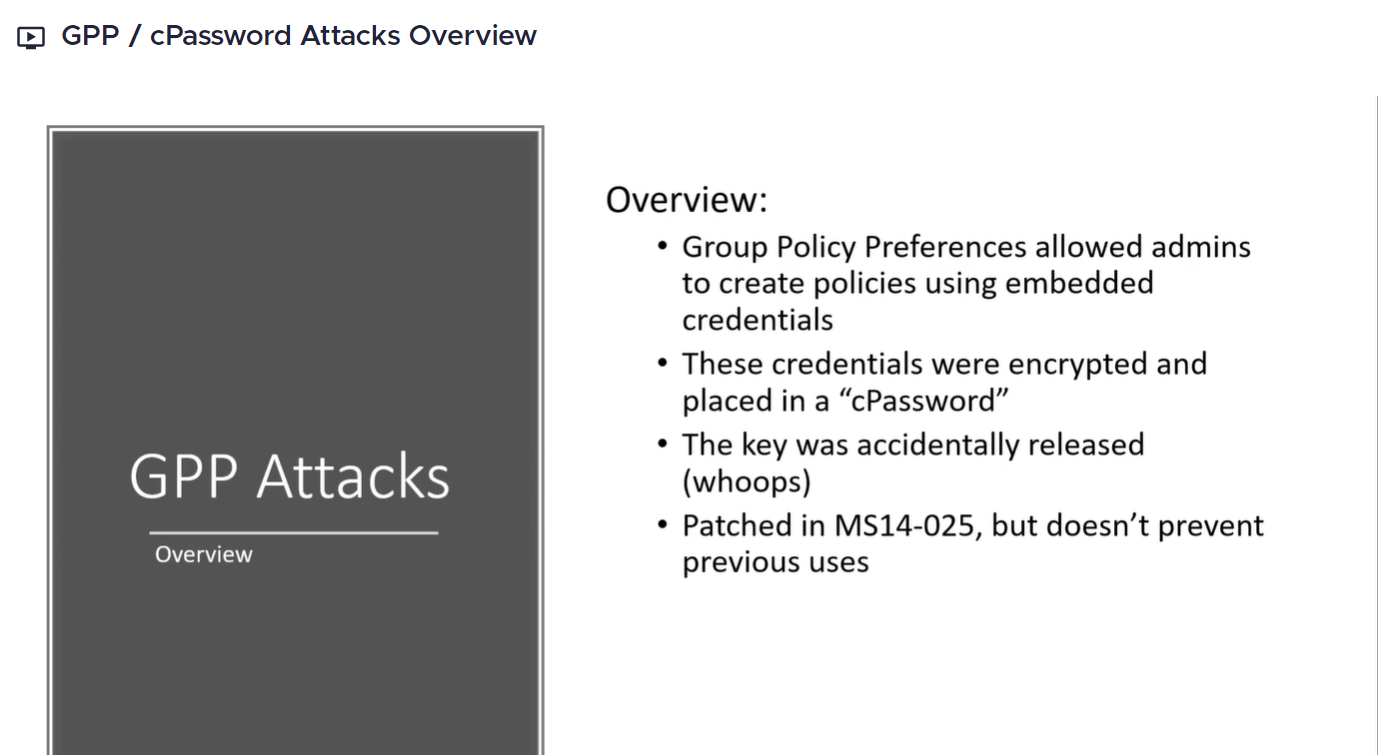 GPP / cPassword Attacks Overview
GPP Attacks
Overview
Overview:
• Group Policy Preferences allowed admins
to create policies using embedded
credentials
• These credentials were encrypted and
placed in a “cPassword”
• The key was accidentally released
(whoops)
• Patched in MS14-025, but doesn’t prevent
previous uses